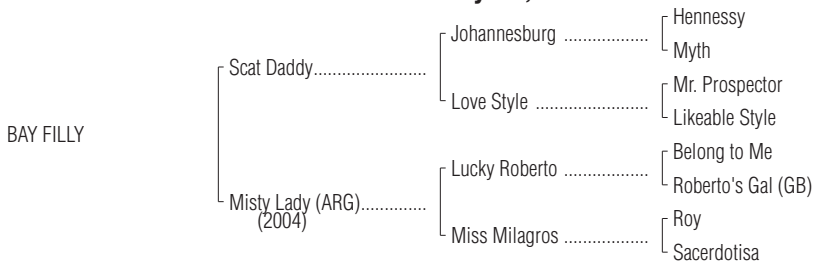 Hennessy
Johannesburg ..................
Myth
Scat Daddy........................
Mr. Prospector
Love Style ........................
Likeable Style
BAY FILLY
Belong to Me
Lucky Roberto ..................
Roberto's Gal (GB)
Misty Lady (ARG)..............
(2004)
Roy
Miss Milagros ..................
Sacerdotisa